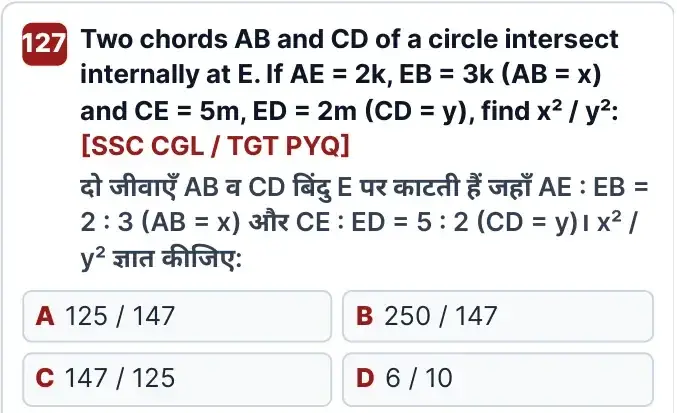 127 Two chords AB and CD of a circle intersect
internally at E. If AE = 2k, EB = 3k (AB = x)
and CE = 5m, ED = 2m (CD = y), find x² / y²:
[SSC CGL / TGT PYQ]
दो जीवाएँ AB व CD बिंदु E पर काटती हैं जहाँ AE : EB =
2 : 3 (AB = x) और CE : ED = 5 : 2 (CD = y)। x² /
y² ज्ञात कीजिए:
A 125 / 147
B 250 / 147
C 147 / 125
D 6 / 10